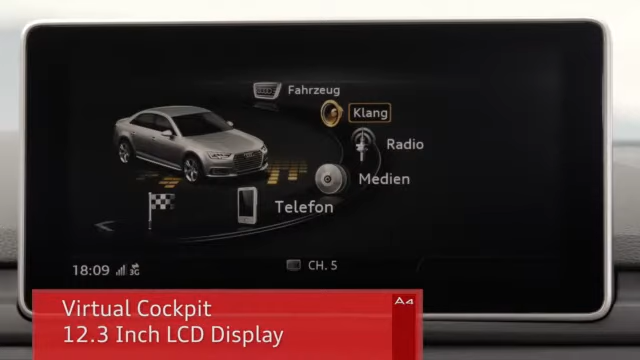 Fahrzeug
Klang
Radio
Medien
Telefon
18:09 3G
CH. 5
Virtual Cockpit
12.3 Inch LCD Display
A4